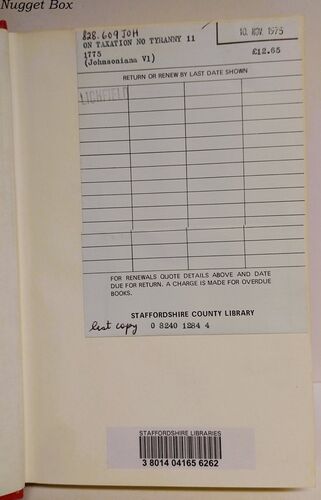 Nugget Box
828.609 JOH
ON TAXATION NO TYRANNY 11
1775
(Johnsoniana VI)
10. NOV. 1975
£12.65
RETURN OR RENEW BY LAST DATE SHOWN
LICHFIELD
FOR RENEWALS QUOTE DETAILS ABOVE AND DATE
DUE FOR RETURN. A CHARGE IS MADE FOR OVERDUE
BOOKS.
STAFFORDSHIRE COUNTY LIBRARY
last copy 0 8240 1284 4
STAFFORDSHIRE LIBRARIES
3 8014 04165 6262